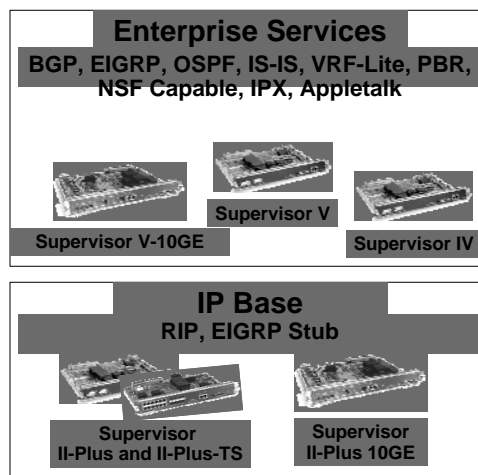 Enterprise Services
BGP, EIGRP, OSPF, IS-IS, VRF-Lite, PBR,
NSF Capable, IPX, Appletalk
Supervisor V
Supervisor V-10GE
Supervisor IV
IP Base
RIP, EIGRP Stub
Supervisor
II-Plus and II-Plus-TS
Supervisor
II-Plus 10GE